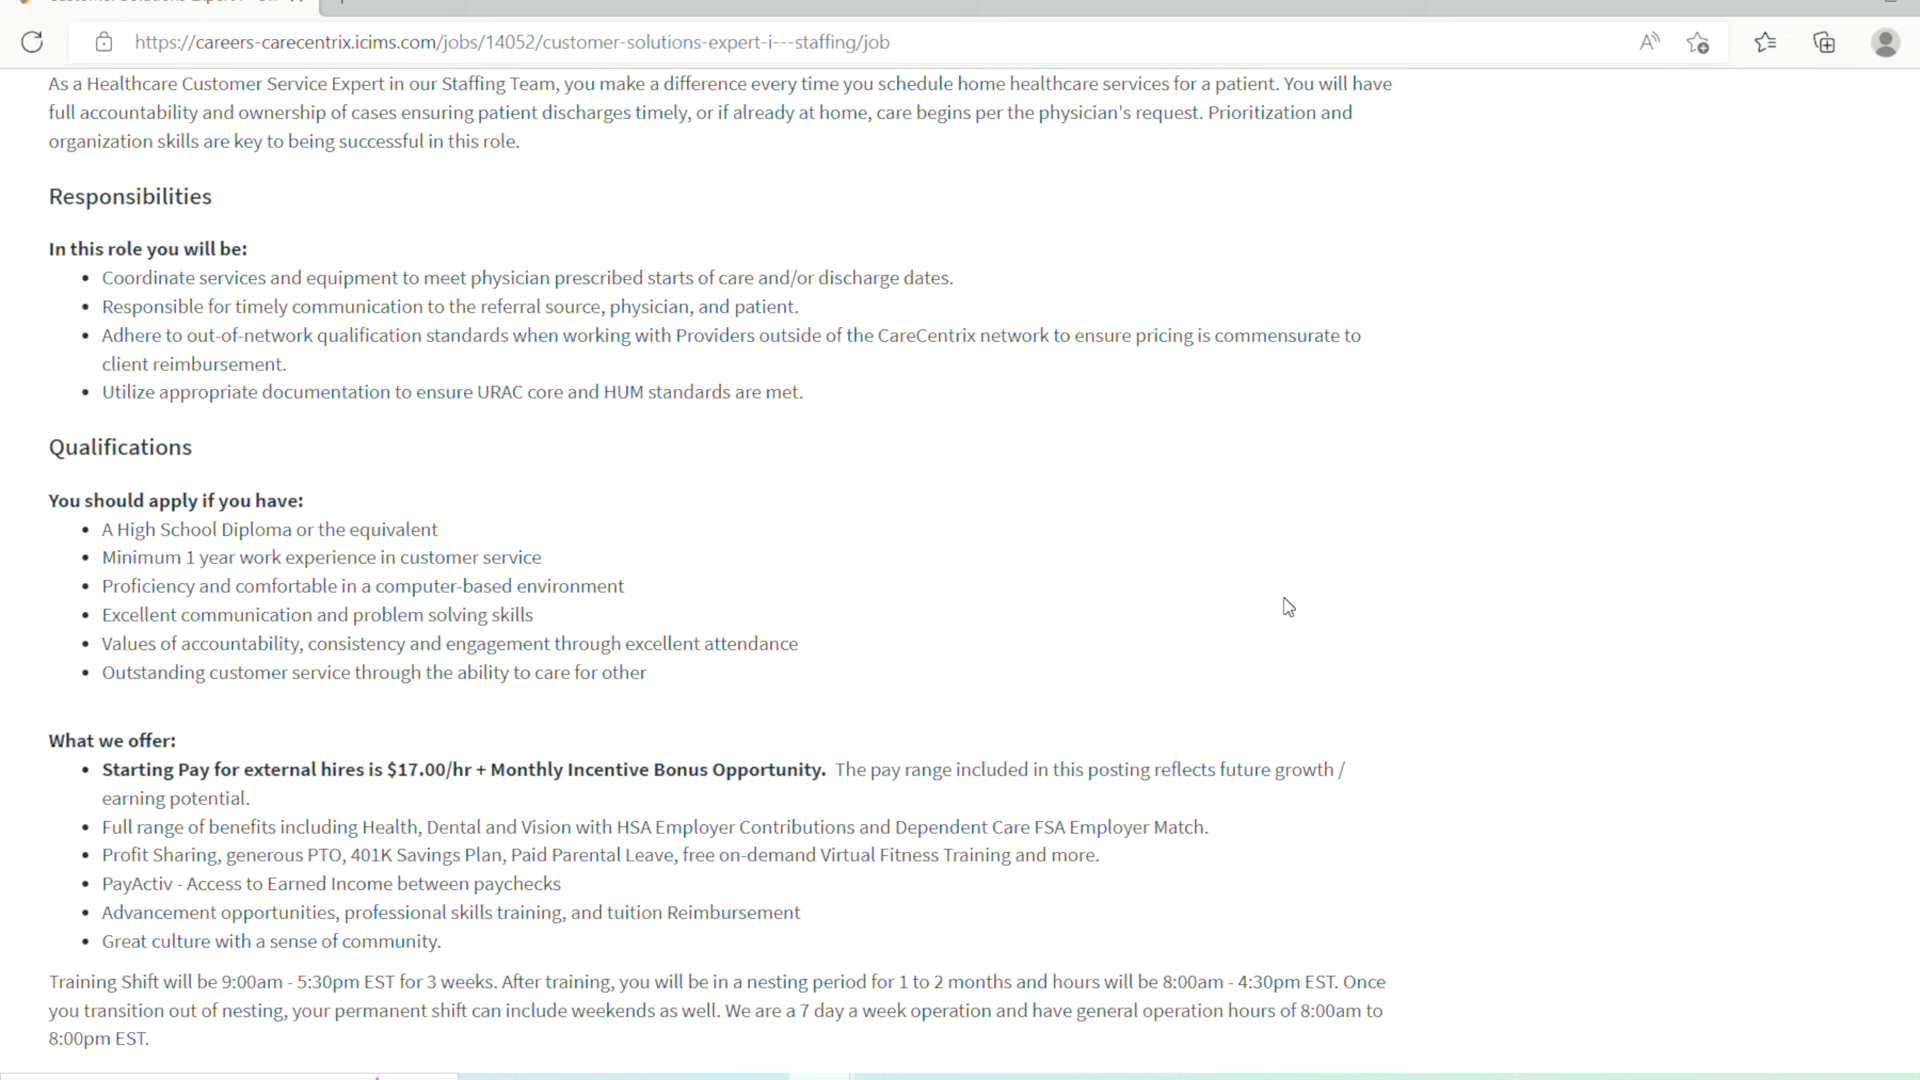 https://careers-carecentrix.icims.com/jobs/14052/customer-solutions-expert-i---staffing/job
As a Healthcare Customer Service Expert in our Staffing Team, you make a difference every time you schedule home healthcare services for a patient. You will have
full accountability and ownership of cases ensuring patient discharges timely, or if already at home, care begins per the physician's request. Prioritization and
organization skills are key to being successful in this role.
Responsibilities
In this role you will be:
• Coordinate services and equipment to meet physician prescribed starts of care and/or discharge dates.
• Responsible for timely communication to the referral source, physician, and patient.
• Adhere to out-of-network qualification standards when working with Providers outside of the CareCentrix network to ensure pricing is commensurate to
client reimbursement.
• Utilize appropriate documentation to ensure URAC core and HUM standards are met.
Qualifications
You should apply if you have:
• A High School Diploma or the equivalent
• Minimum 1 year work experience in customer service
• Proficiency and comfortable in a computer-based environment
• Excellent communication and problem solving skills
• Values of accountability, consistency and engagement through excellent attendance
• Outstanding customer service through the ability to care for other
What we offer:
• Starting Pay for external hires is $17.00/hr + Monthly Incentive Bonus Opportunity. The pay range included in this posting reflects future growth /
earning potential.
• Full range of benefits including Health, Dental and Vision with HSA Employer Contributions and Dependent Care FSA Employer Match.
• Profit Sharing, generous PTO, 401K Savings Plan, Paid Parental Leave, free on-demand Virtual Fitness Training and more.
• PayActiv - Access to Earned Income between paychecks
• Advancement opportunities, professional skills training, and tuition Reimbursement
• Great culture with a sense of community.
Training Shift will be 9:00am - 5:30pm EST for 3 weeks. After training, you will be in a nesting period for 1 to 2 months and hours will be 8:00am - 4:30pm EST. Once
you transition out of nesting, your permanent shift can include weekends as well. We are a 7 day a week operation and have general operation hours of 8:00am to
8:00pm EST.